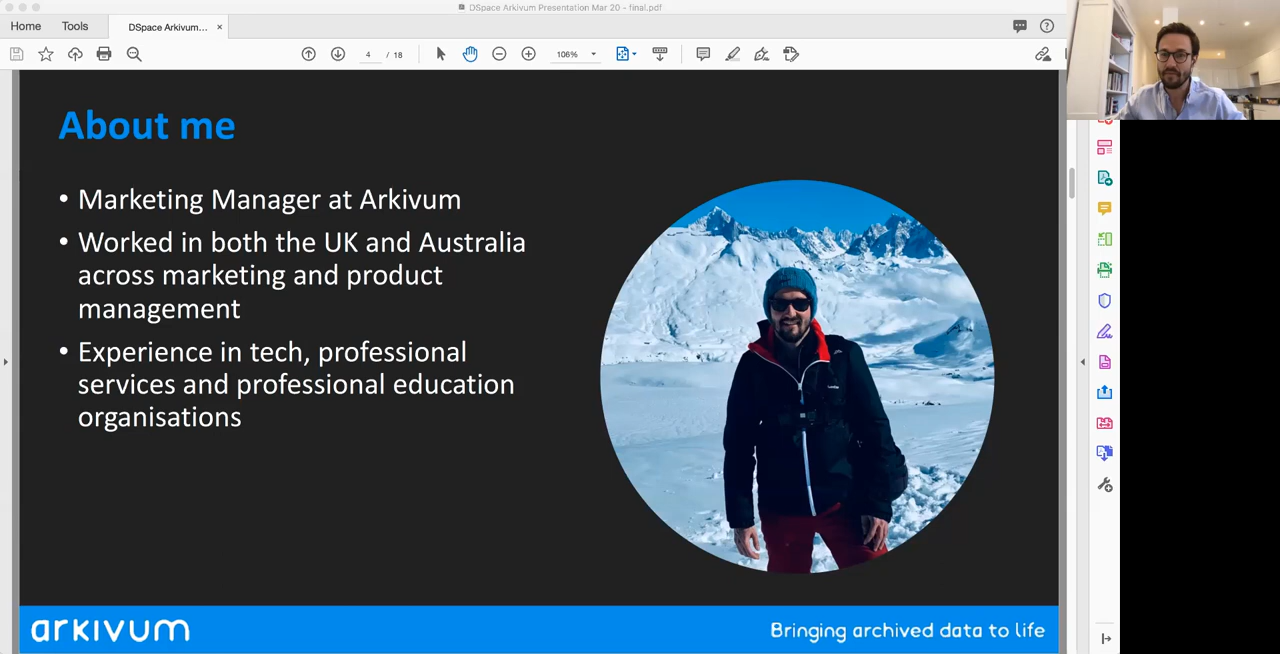 DSpace Arkivum Presentation Mar 20 - final.pdf
Home Tools DSpace Arkivum... ×
4 / 18 106%
About me
• Marketing Manager at Arkivum
• Worked in both the UK and Australia
across marketing and product
management
• Experience in tech, professional
services and professional education
organisations
arkivum Bringing archived data to life